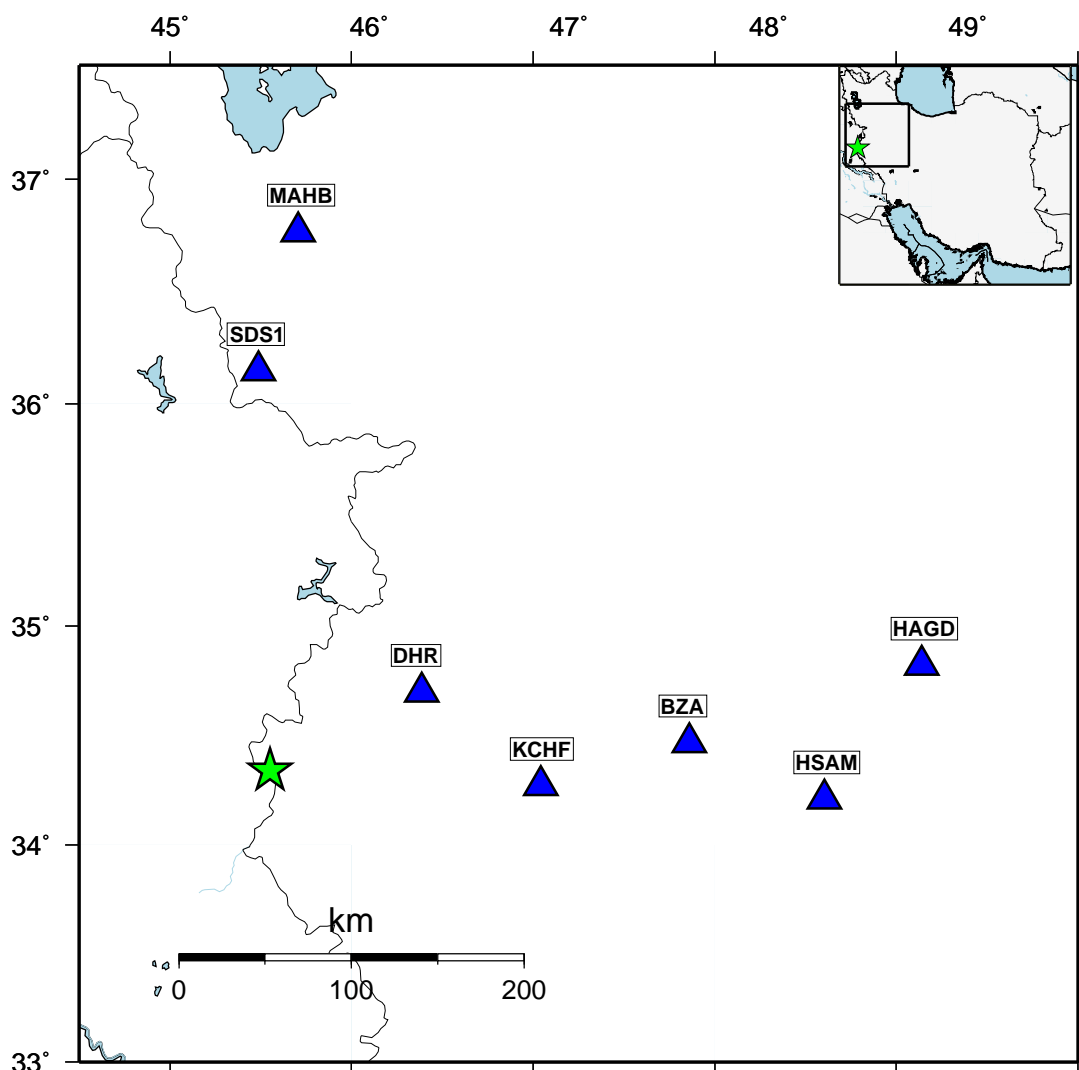 45˚ 46˚ 47˚ 48˚ 49˚
37˚
MAHB
SDS1
36˚
35˚
HAGD
DHR
BZA
KCHF
HSAM
34˚
km
0 100 200
33˚